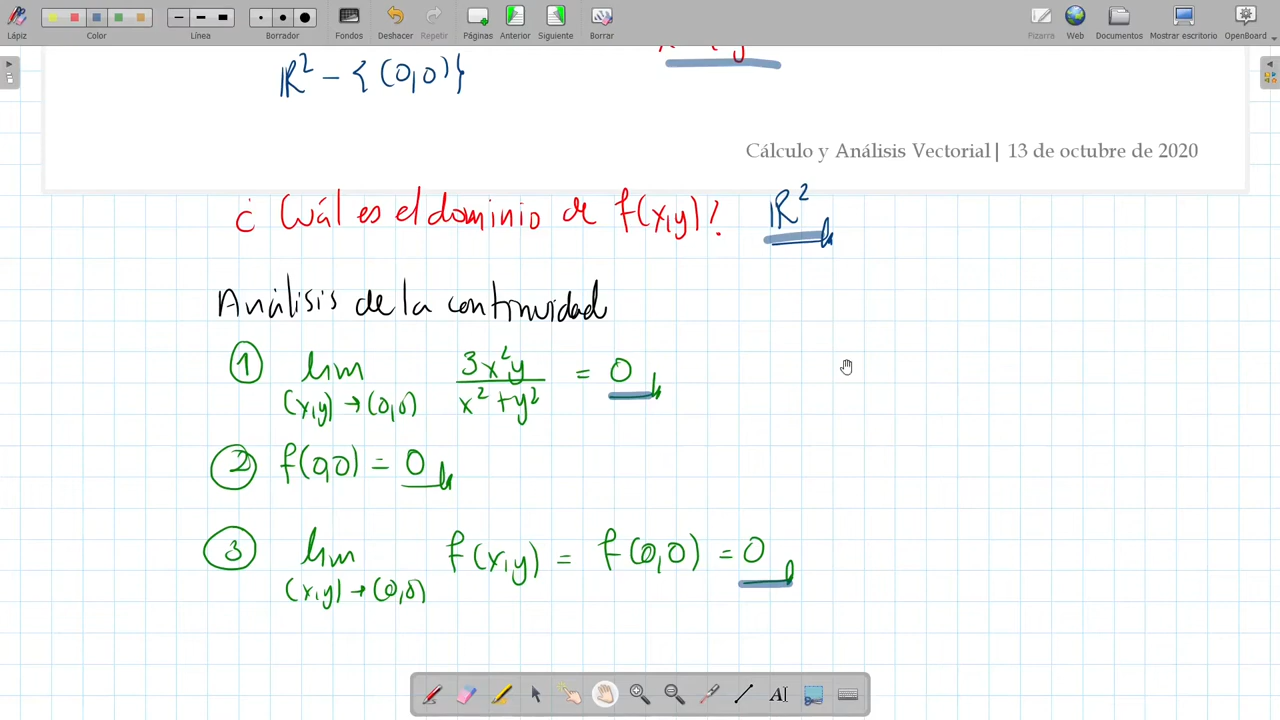 Lápiz Color Línea Borrador Fondos Deshacer Repetir Páginas Anterior Siguiente Borrar Pizarra Web Documentos Mostrar escritorio OpenBoard
ℝ² – {(0,0)}
Cálculo y Análisis Vectorial| 13 de octubre de 2020
¿ Cuál es el dominio de f(x,y)? ℝ²
Análisis de la continuidad
① lim (x,y)→(0,0) 3x²y / x²+y² = 0
② f(0,0) = 0
③ lim (x,y)→(0,0) f(x,y) = f(0,0) = 0